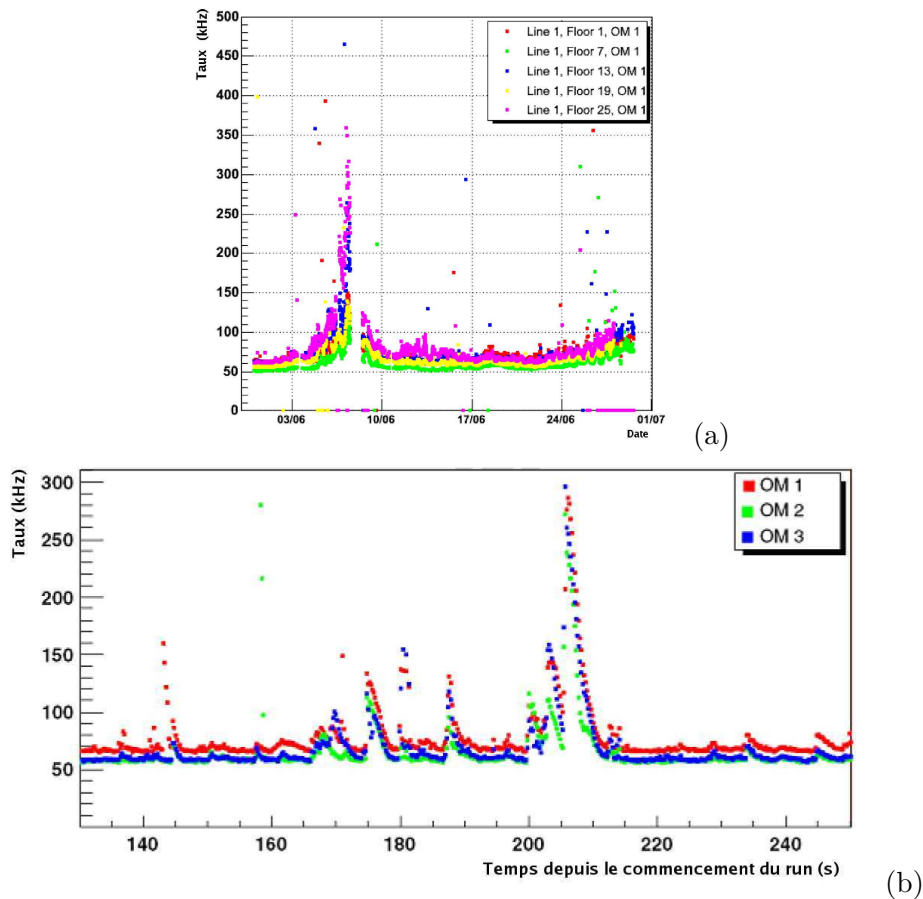 Taux (kHz)
500
450
400
350
300
250
200
150
100
50
0
Line 1, Floor 1, OM 1
Line 1, Floor 7, OM 1
Line 1, Floor 13, OM 1
Line 1, Floor 19, OM 1
Line 1, Floor 25, OM 1
03/06 10/06 17/06 24/06 01/07
Date
(a)
Taux (kHz)
300
250
200
150
100
50
OM 1
OM 2
OM 3
140 160 180 200 220 240
Temps depuis le commencement du run (s)
(b)